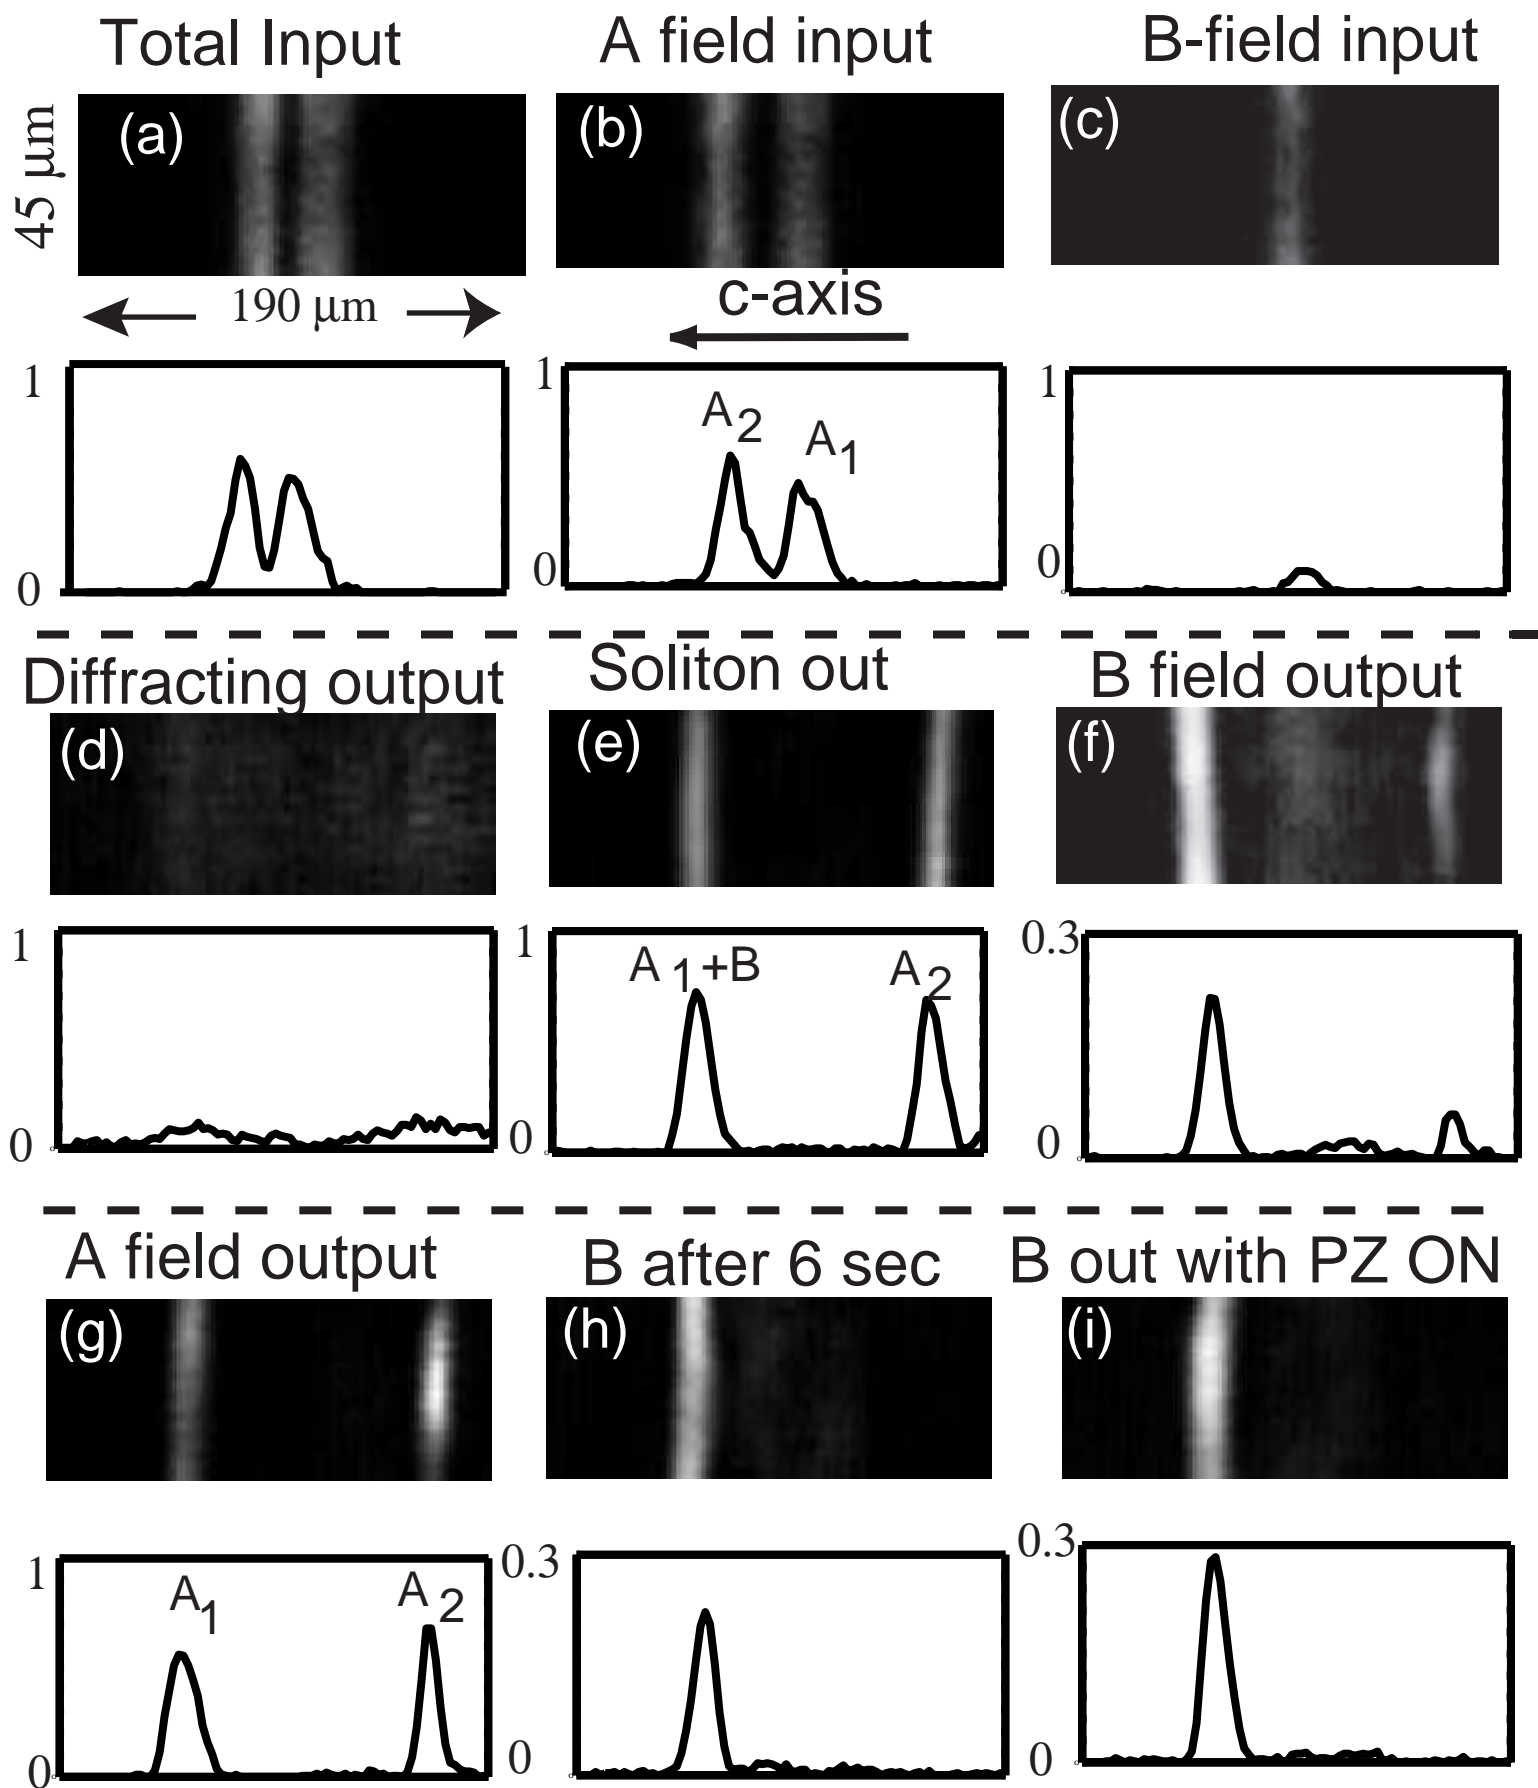 Total Input
A field input
B-field input
45 μm
(a)
(b)
(c)
190 μm
c-axis
1
0
1
A2
A1
0
1
0
Diffracting output
Soliton out
B field output
(d)
(e)
(f)
1
0
1
A1+B
A2
0
0.3
0
A field output
B after 6 sec
B out with PZ ON
(g)
(h)
(i)
1
A1
A2
0
0.3
0
0.3
0